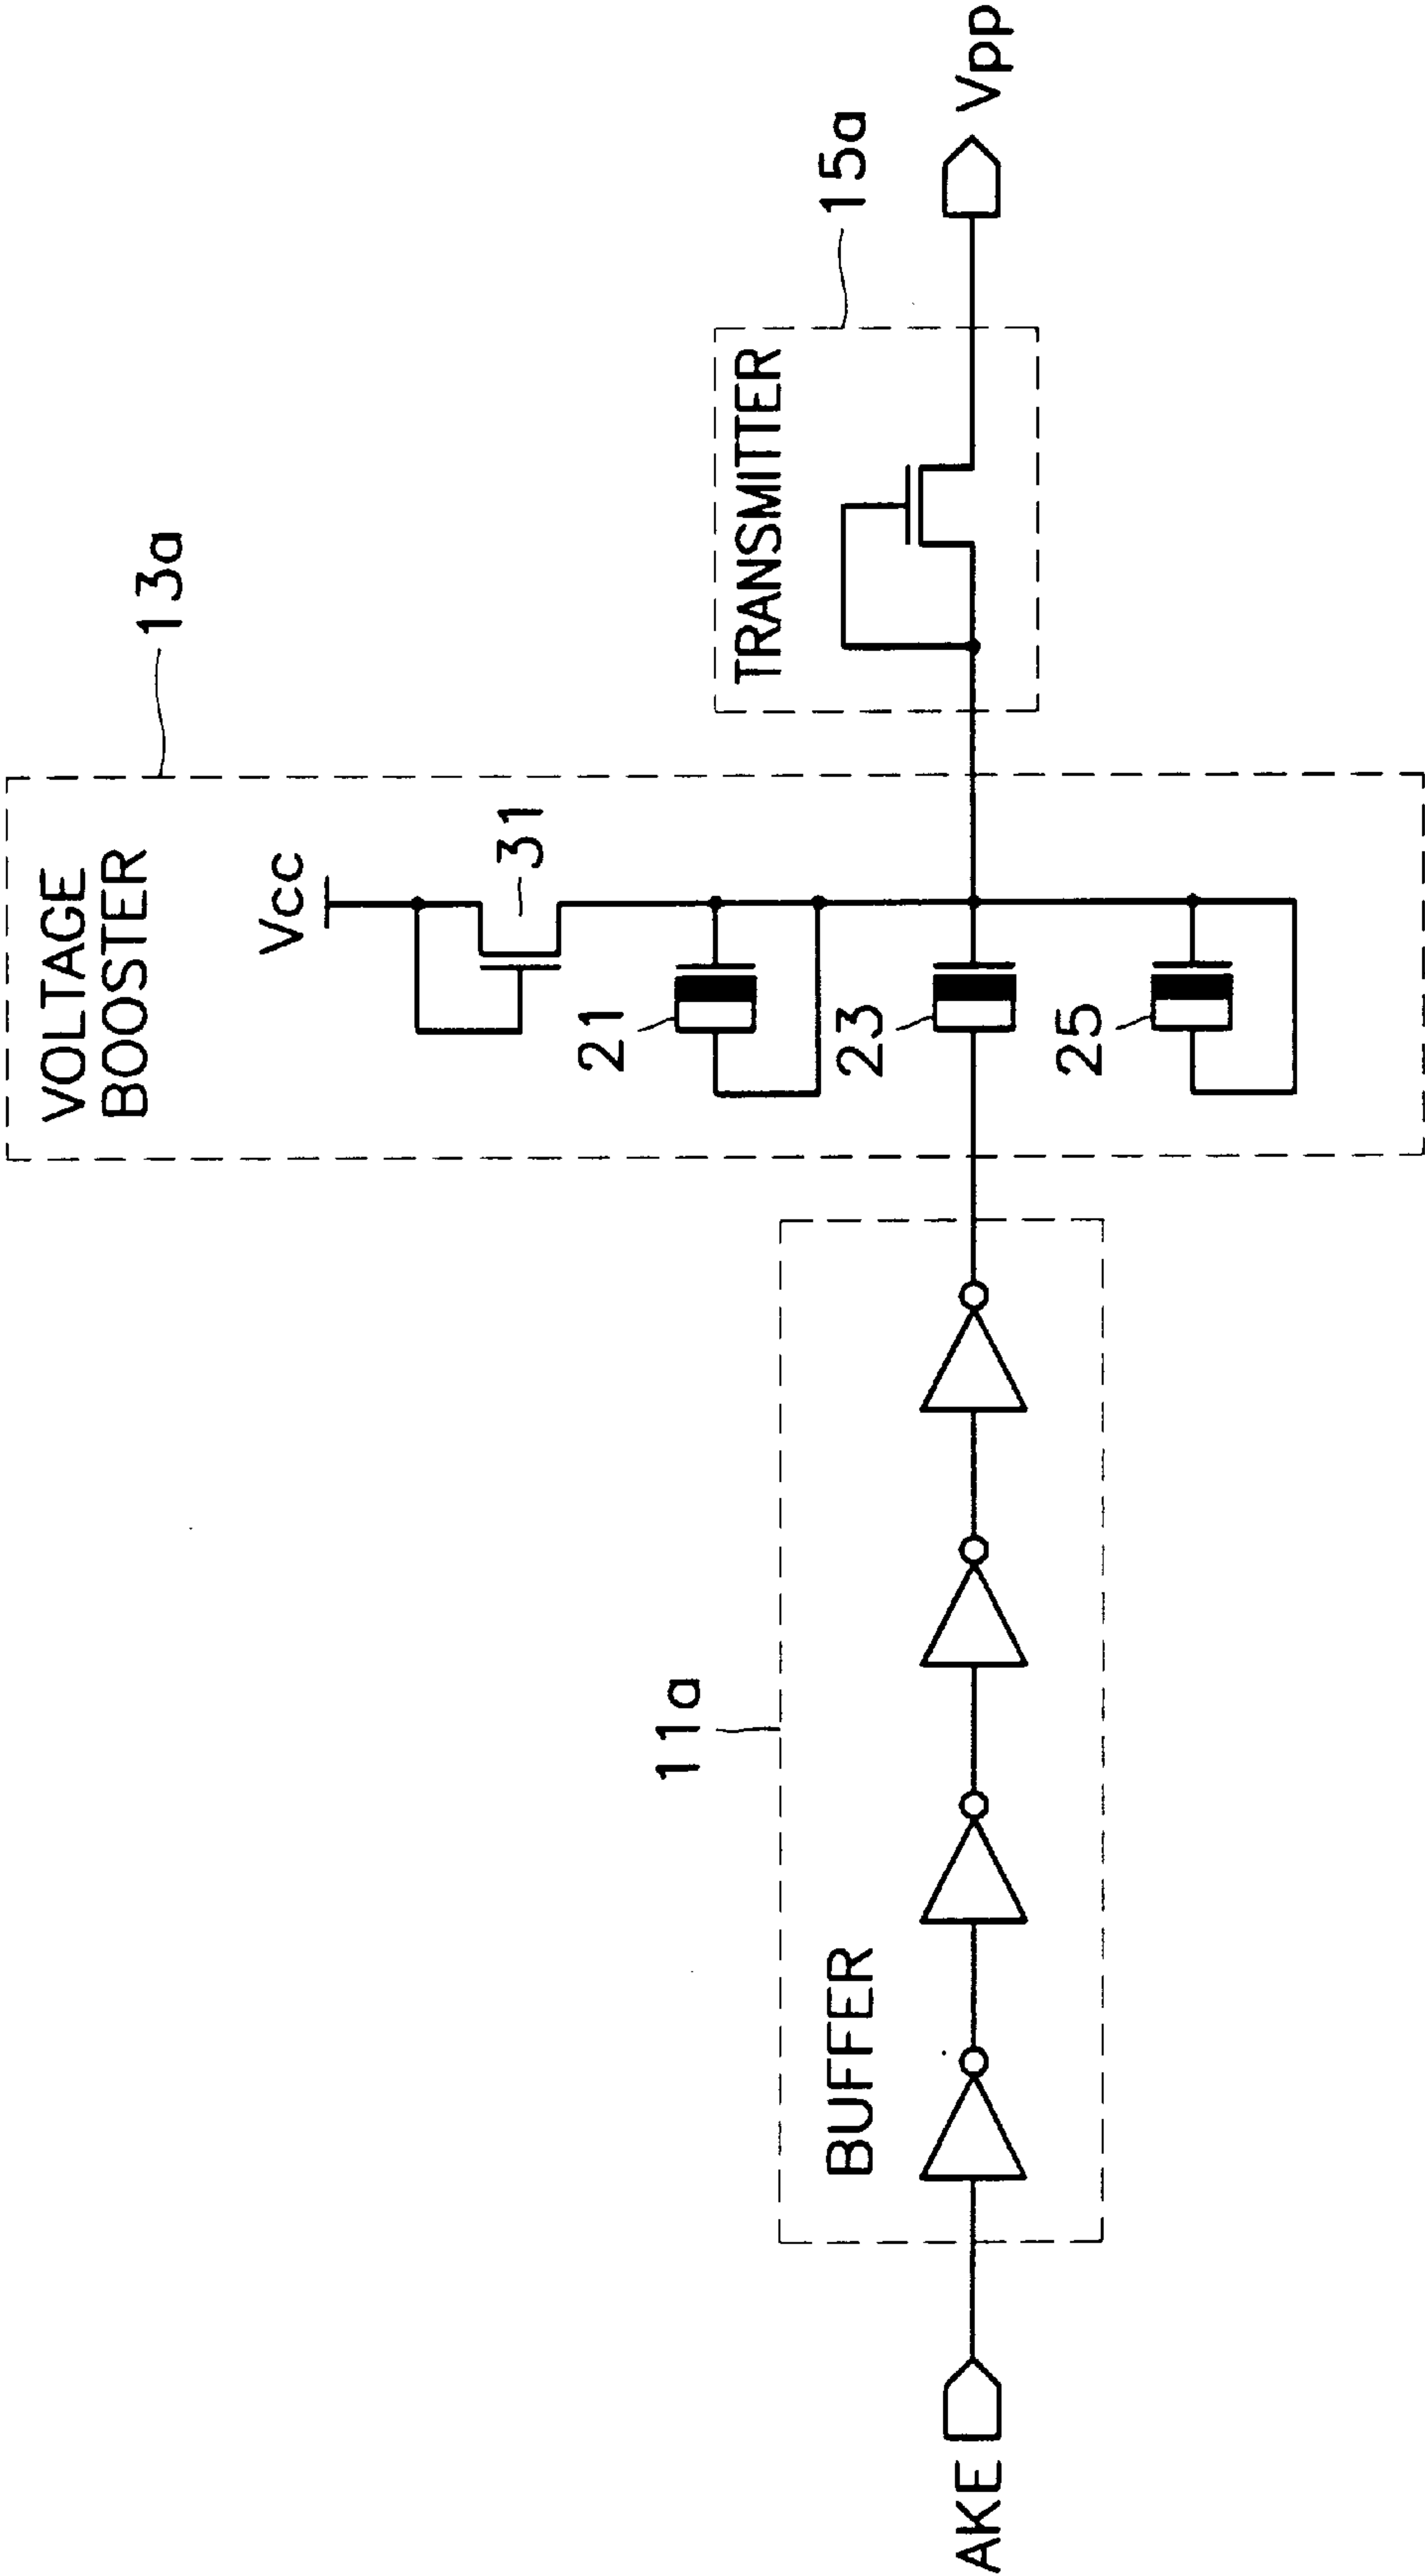 VOLTAGE
BOOSTER
13a
Vcc
31
21
23
25
TRANSMITTER
15a
Vpp
11a
BUFFER
AKE